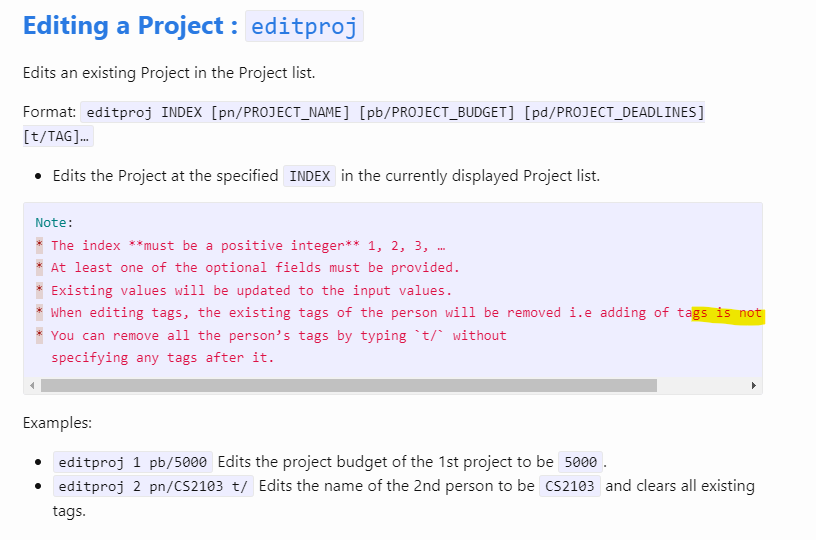 Editing a Project : editproj
Edits an existing Project in the Project list.
Format: editproj INDEX [pn/PROJECT_NAME] [pb/PROJECT_BUDGET] [pd/PROJECT_DEADLINES]
[t/TAG]…
• Edits the Project at the specified INDEX in the currently displayed Project list.
Note:
* The index **must be a positive integer** 1, 2, 3, …
* At least one of the optional fields must be provided.
* Existing values will be updated to the input values.
* When editing tags, the existing tags of the person will be removed i.e adding of tags is not
* You can remove all the person’s tags by typing `t/` without
specifying any tags after it.
Examples:
• editproj 1 pb/5000 Edits the project budget of the 1st project to be 5000.
• editproj 2 pn/CS2103 t/ Edits the name of the 2nd person to be CS2103 and clears all existing
tags.